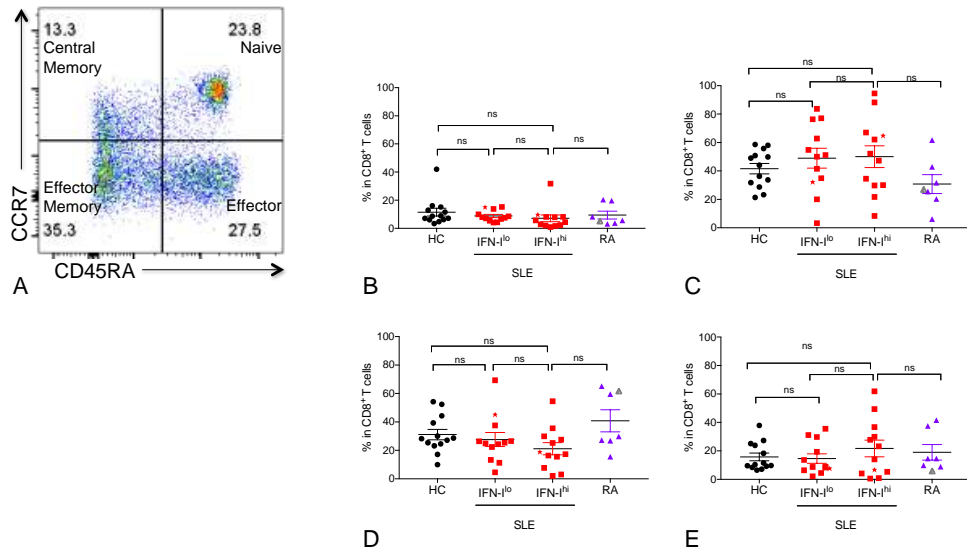 13.3 23.8
Central Memory Naive
Effector Memory Effector
35.3 27.5
CCR7
CD45RA
A
% in CD8⁺ T cells
100
80
60
40
20
0
ns
ns ns ns
HC IFN-Iˡᵒ IFN-Iʰⁱ RA
SLE
B
% in CD8⁺ T cells
100
80
60
40
20
0
ns
ns ns
ns
HC IFN-Iˡᵒ IFN-Iʰⁱ RA
SLE
C
% in CD8⁺ T cells
100
80
60
40
20
0
ns
ns ns ns
HC IFN-Iˡᵒ IFN-Iʰⁱ RA
SLE
D
% in CD8⁺ T cells
100
80
60
40
20
0
ns
ns ns
ns
HC IFN-Iˡᵒ IFN-Iʰⁱ RA
SLE
E